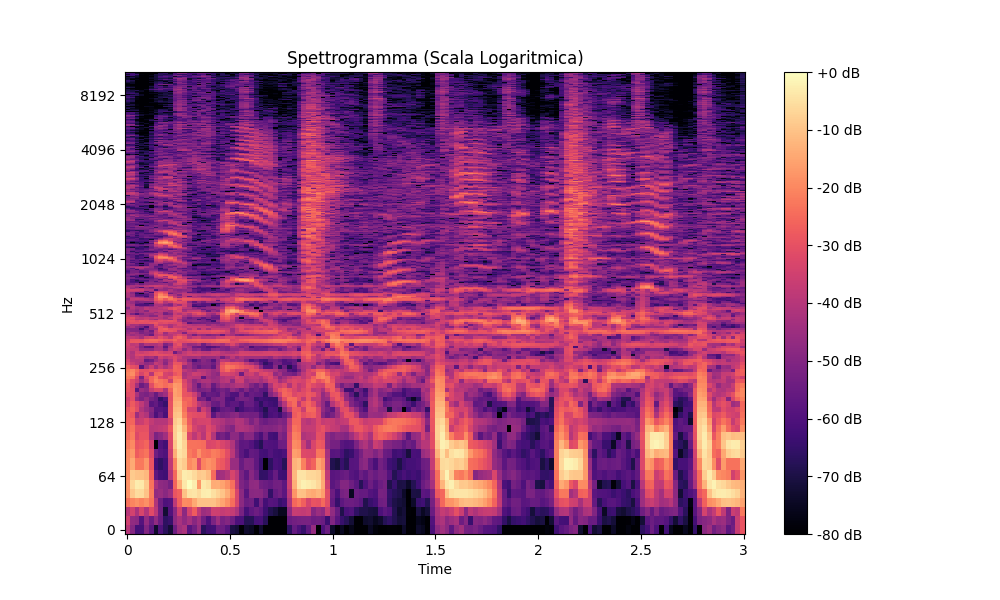 Spettrogramma (Scala Logaritmica)
Hz
8192
4096
2048
1024
512
256
128
64
0
0 0.5 1 1.5 2 2.5 3
Time
+0 dB
-10 dB
-20 dB
-30 dB
-40 dB
-50 dB
-60 dB
-70 dB
-80 dB